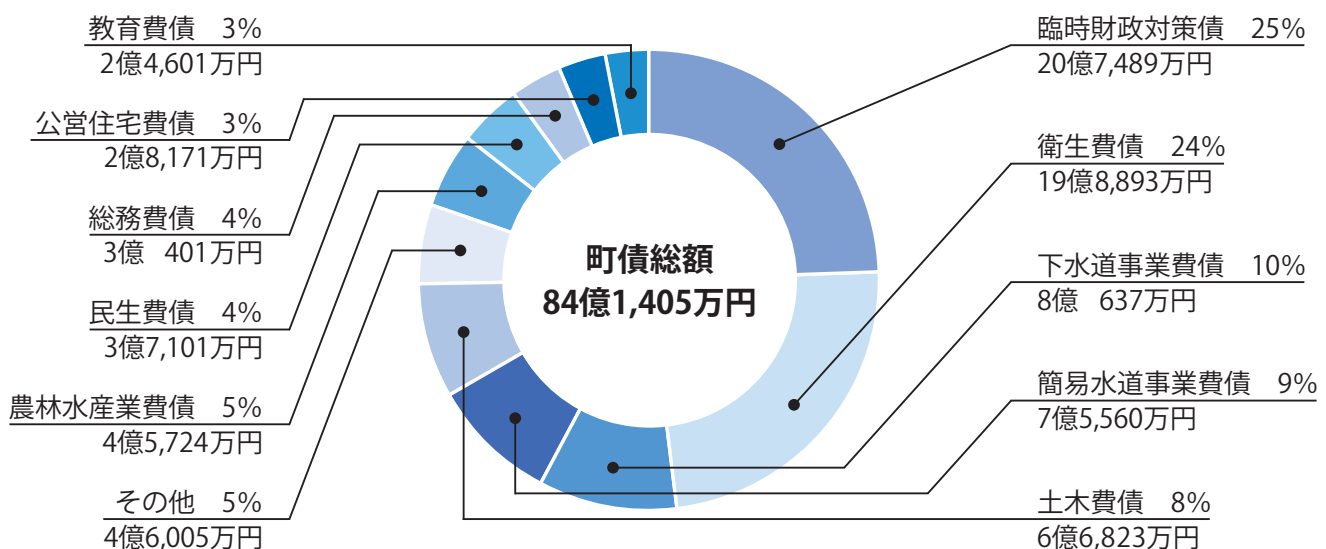 教育費債 3%
2億4,601万円
公営住宅費債 3%
2億8,171万円
総務費債 4%
3億 401万円
民生費債 4%
3億7,101万円
農林水産業費債 5%
4億5,724万円
その他 5%
4億6,005万円
町債総額
84億1,405万円
臨時財政対策債 25%
20億7,489万円
衛生費債 24%
19億8,893万円
下水道事業費債 10%
8億 637万円
簡易水道事業費債 9%
7億5,560万円
土木費債 8%
6億6,823万円